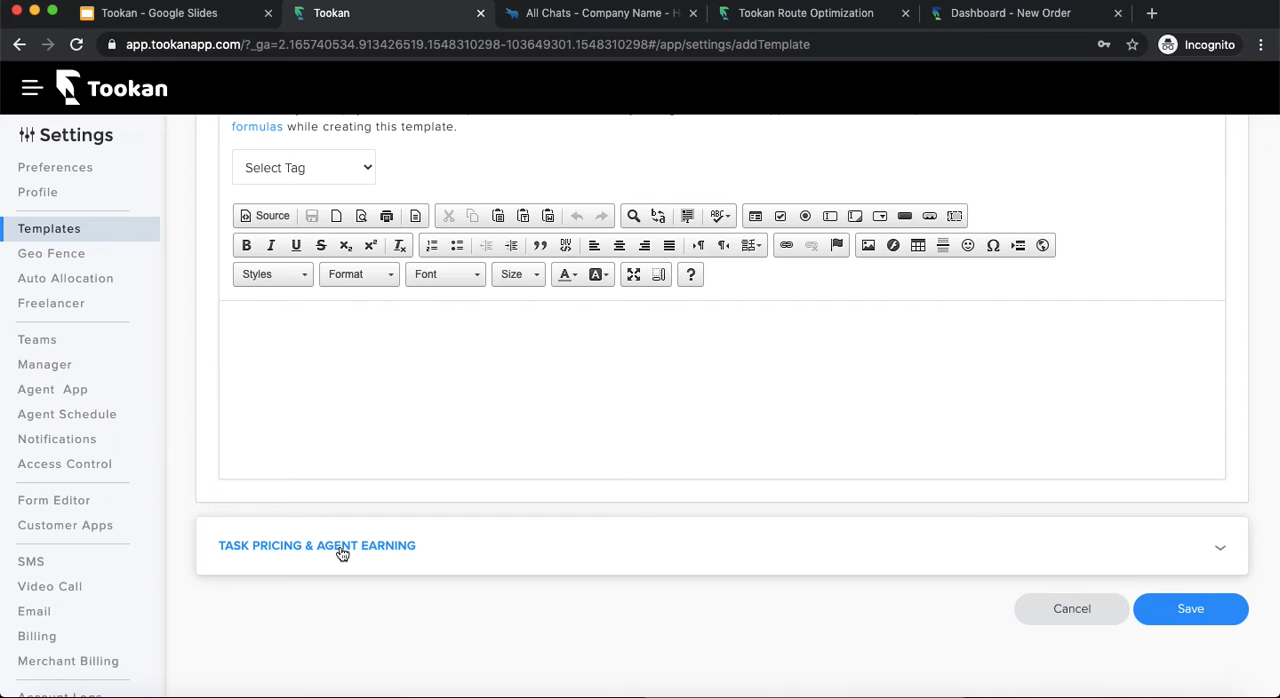 Tookan - Google Slides
Tookan
All Chats - Company Name - H
Tookan Route Optimization
Dashboard - New Order
app.tookanapp.com/?_ga=2.165740534.913426519.1548310298-103649301.1548310298#/app/settings/addTemplate
Incognito
Tookan
Settings
Preferences
Profile
Templates
Geo Fence
Auto Allocation
Freelancer
Teams
Manager
Agent App
Agent Schedule
Notifications
Access Control
Form Editor
Customer Apps
SMS
Video Call
Email
Billing
Merchant Billing
Account Logs
formulas while creating this template.
Select Tag
Source
Styles
Format
Font
Size
TASK PRICING & AGENT EARNING
Cancel
Save